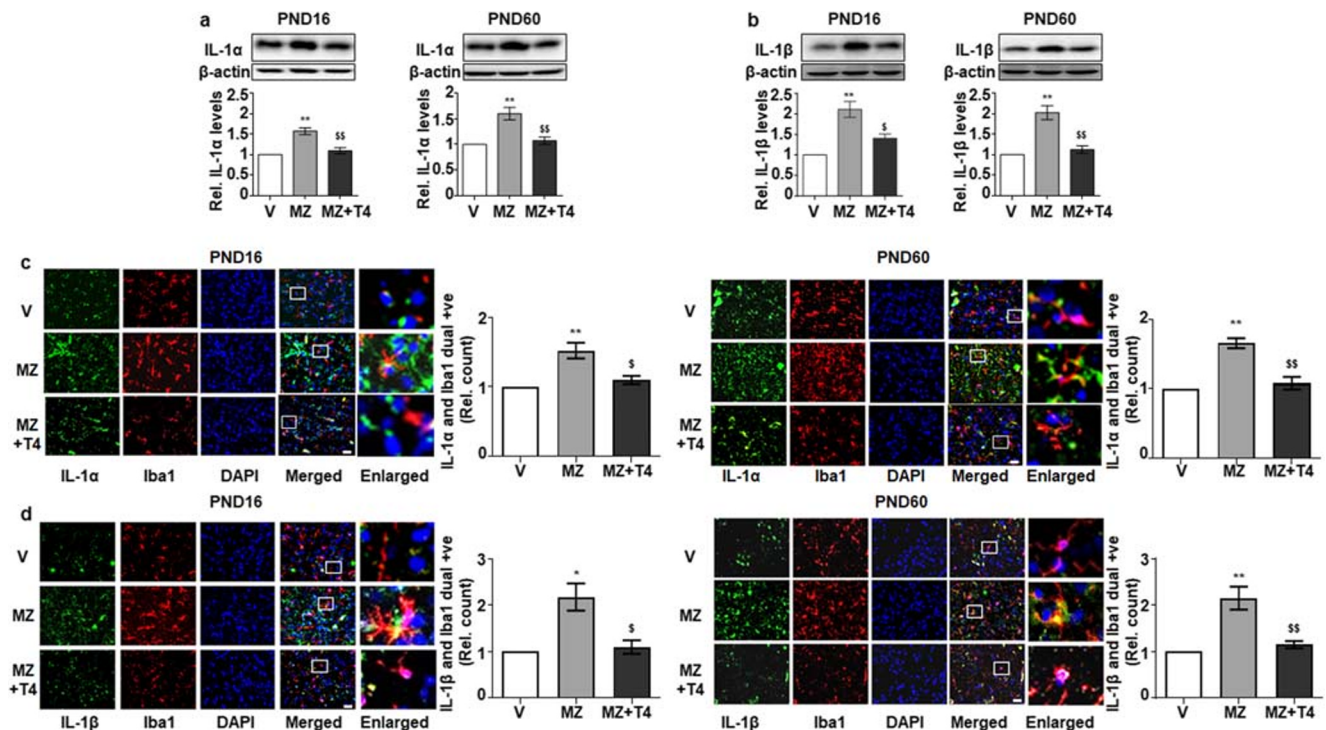 a
PND16
IL-1α
β-actin
Rel. IL-1α levels
2.5
2
1.5
1
0.5
0
**
$$
V MZ MZ+T4
PND60
IL-1α
β-actin
Rel. IL-1α levels
2.5
2
1.5
1
0.5
0
**
$$
V MZ MZ+T4
b
PND16
IL-1β
β-actin
Rel. IL-1β levels
2.5
2
1.5
1
0.5
0
**
$
V MZ MZ+T4
PND60
IL-1β
β-actin
Rel. IL-1β levels
2.5
2
1.5
1
0.5
0
**
$$
V MZ MZ+T4
c
PND16
V
MZ
MZ
+T4
IL-1α Iba1 DAPI Merged Enlarged
IL-1α and Iba1 dual +ve
(Rel. count)
2
1
0
**
$
V MZ MZ+T4
PND60
V
MZ
MZ
+T4
IL-1α Iba1 DAPI Merged Enlarged
IL-1α and Iba1 dual +ve
(Rel. count)
2
1
0
**
$$
V MZ MZ+T4
d
PND16
V
MZ
MZ
+T4
IL-1β Iba1 DAPI Merged Enlarged
IL-1β and Iba1 dual +ve
(Rel. count)
3
2
1
0
*
$
V MZ MZ+T4
PND60
V
MZ
MZ
+T4
IL-1β Iba1 DAPI Merged Enlarged
IL-1β and Iba1 dual +ve
(Rel. count)
3
2
1
0
**
$$
V MZ MZ+T4